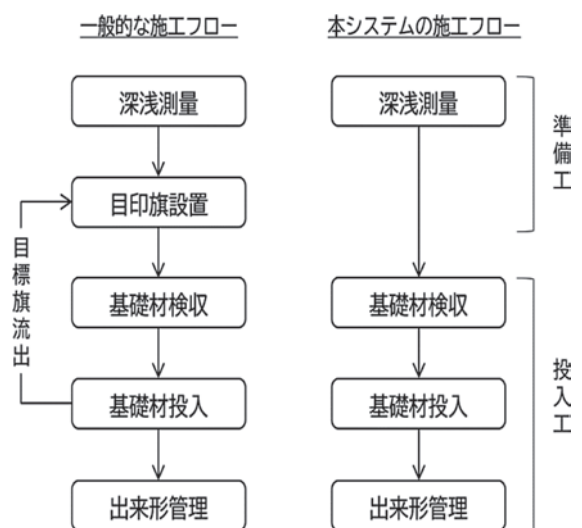 一般的な施工フロー
深浅測量
目印旗設置
基礎材検収
基礎材投入
出来形管理
目標旗流出
本システムの施工フロー
深浅測量
基礎材検収
基礎材投入
出来形管理
準備工
投入工